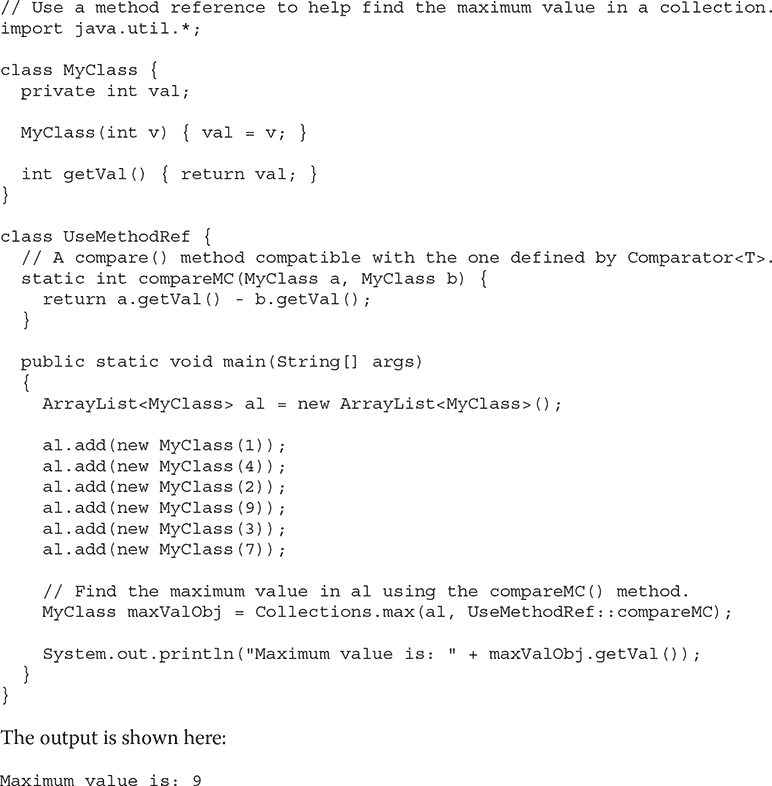 // Use a method reference to help find the maximum value in a collection.
import java.util.*;

class MyClass {
  private int val;

  MyClass(int v) { val = v; }

  int getVal() { return val; }
}

class UseMethodRef {
  // A compare() method compatible with the one defined by Comparator<T>.
  static int compareMC(MyClass a, MyClass b) {
    return a.getVal() - b.getVal();
  }

  public static void main(String[] args)
  {
    ArrayList<MyClass> al = new ArrayList<MyClass>();

    al.add(new MyClass(1));
    al.add(new MyClass(4));
    al.add(new MyClass(2));
    al.add(new MyClass(9));
    al.add(new MyClass(3));
    al.add(new MyClass(7));

    // Find the maximum value in al using the compareMC() method.
    MyClass maxValObj = Collections.max(al, UseMethodRef::compareMC);

    System.out.println("Maximum value is: " + maxValObj.getVal());
  }
}

The output is shown here:

Maximum value is: 9